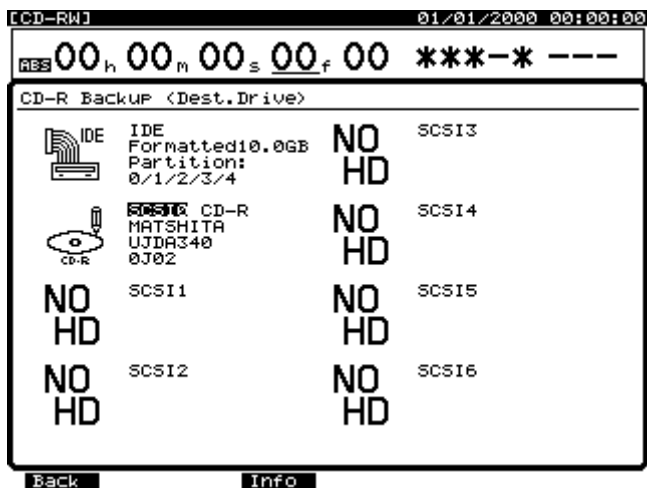 [CD-RW] 01/01/2000 00:00:00
ABS 00h 00m 00s 00f 00 ***-* ---
CD-R Backup <Dest.Drive>
IDE
IDE
Formatted10.0GB
Partition:
0/1/2/3/4
CD-R
SCSI0 CD-R
MATSHITA
UJDA340
0J02
NO HD
SCSI1
NO HD
SCSI2
NO HD
SCSI3
NO HD
SCSI4
NO HD
SCSI5
NO HD
SCSI6
Back Info